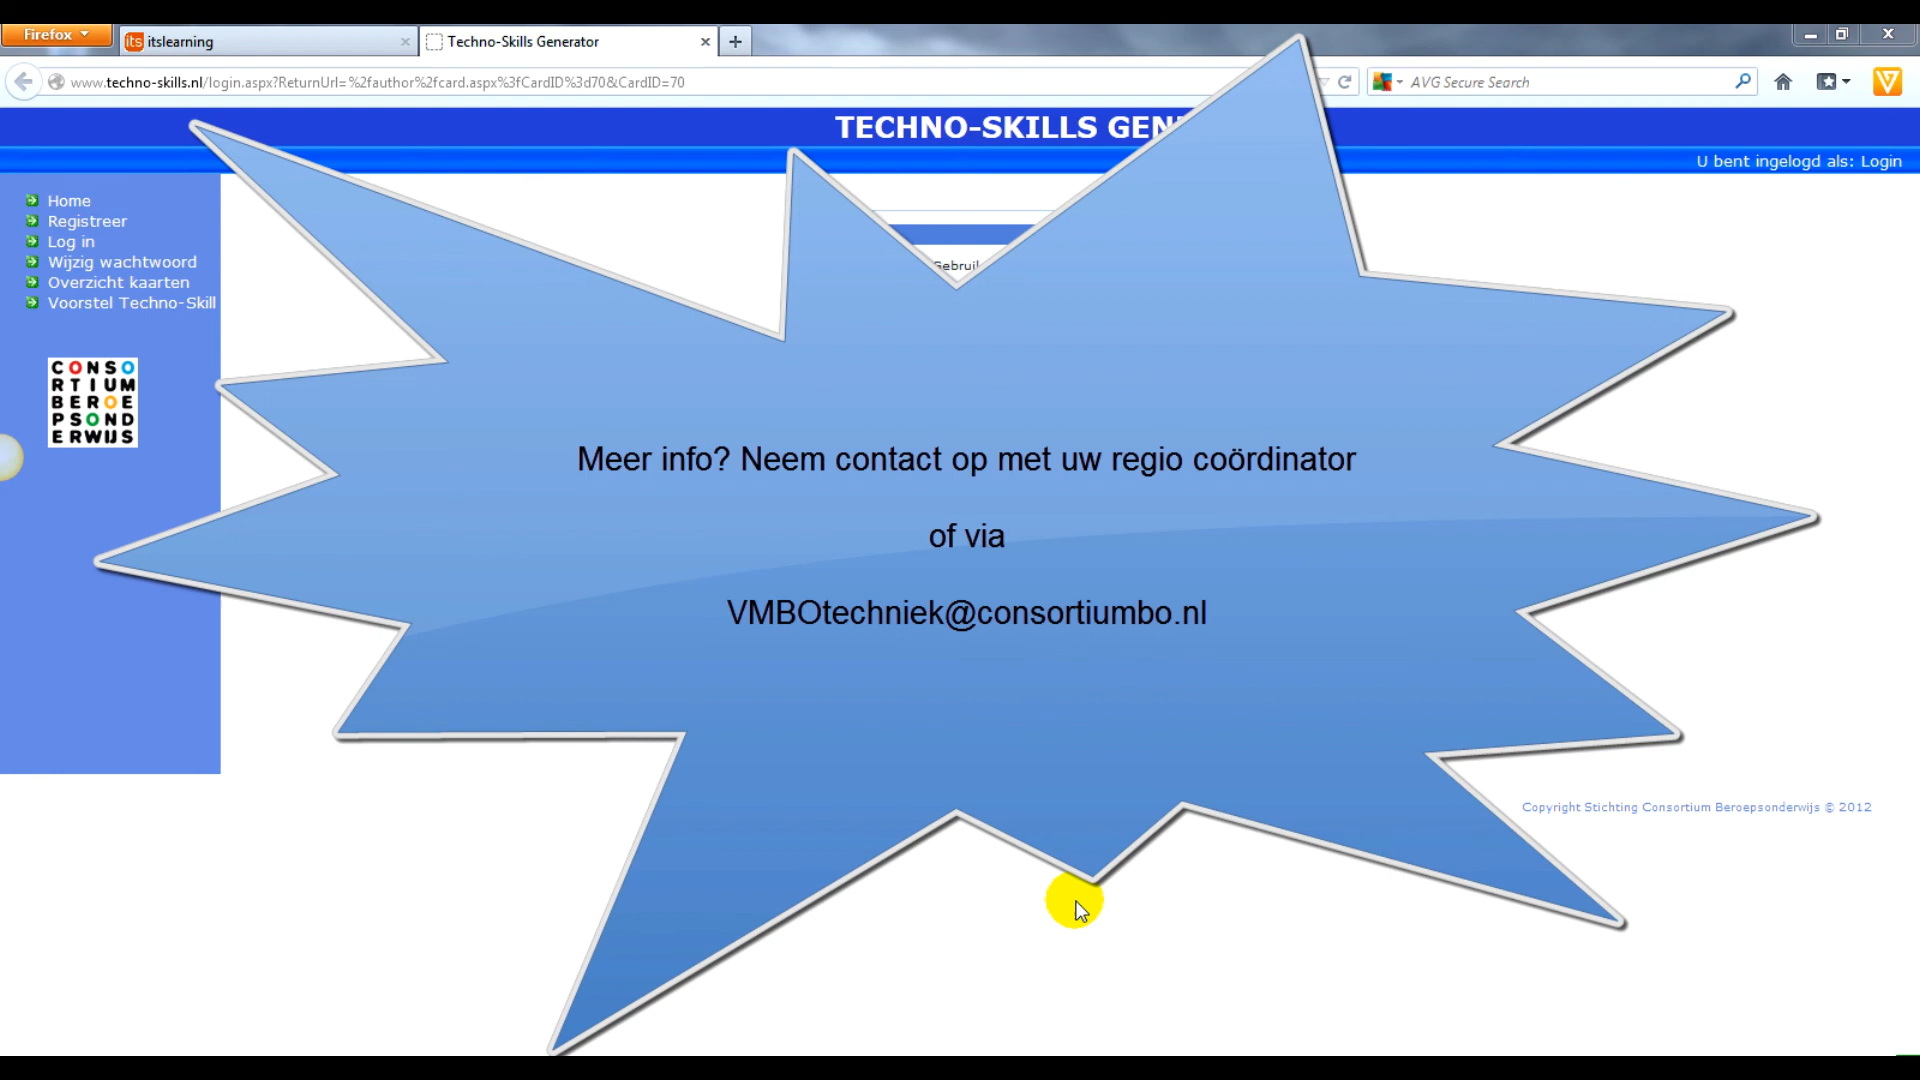 Firefox
itslearning
Techno-Skills Generator
www.techno-skills.nl/login.aspx?ReturnUrl=%2fauthor%2fcard.aspx%3fCardID%3d70&CardID=70
AVG Secure Search
TECHNO-SKILLS
U bent ingelogd als: Login
Home
Registreer
Log in
Wijzig wachtwoord
Overzicht kaarten
Voorstel Techno-Skill
CONSO
RTIUM
BEROE
PSOND
ERWIJS
Meer info? Neem contact op met uw regio coördinator
of via
VMBOtechniek@consortiumbo.nl
Copyright Stichting Consortium Beroepsonderwijs © 2012